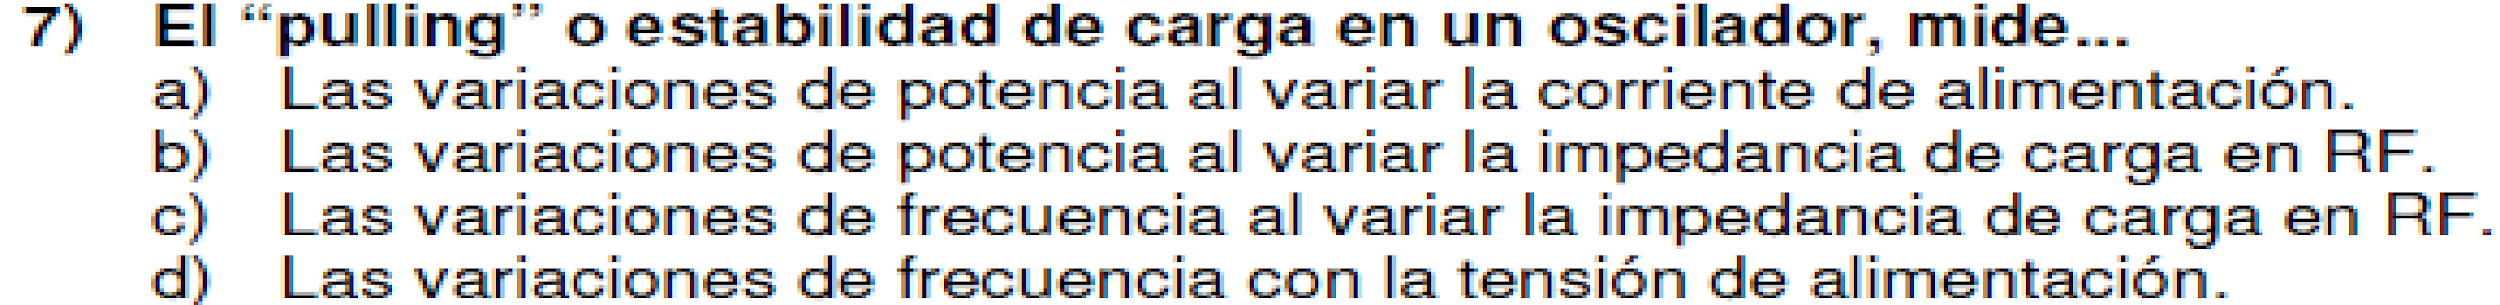 7) El “pulling” o estabilidad de carga en un oscilador, mide...
a) Las variaciones de potencia al variar la corriente de alimentación.
b) Las variaciones de potencia al variar la impedancia de carga en RF.
c) Las variaciones de frecuencia al variar la impedancia de carga en RF.
d) Las variaciones de frecuencia con la tensión de alimentación.